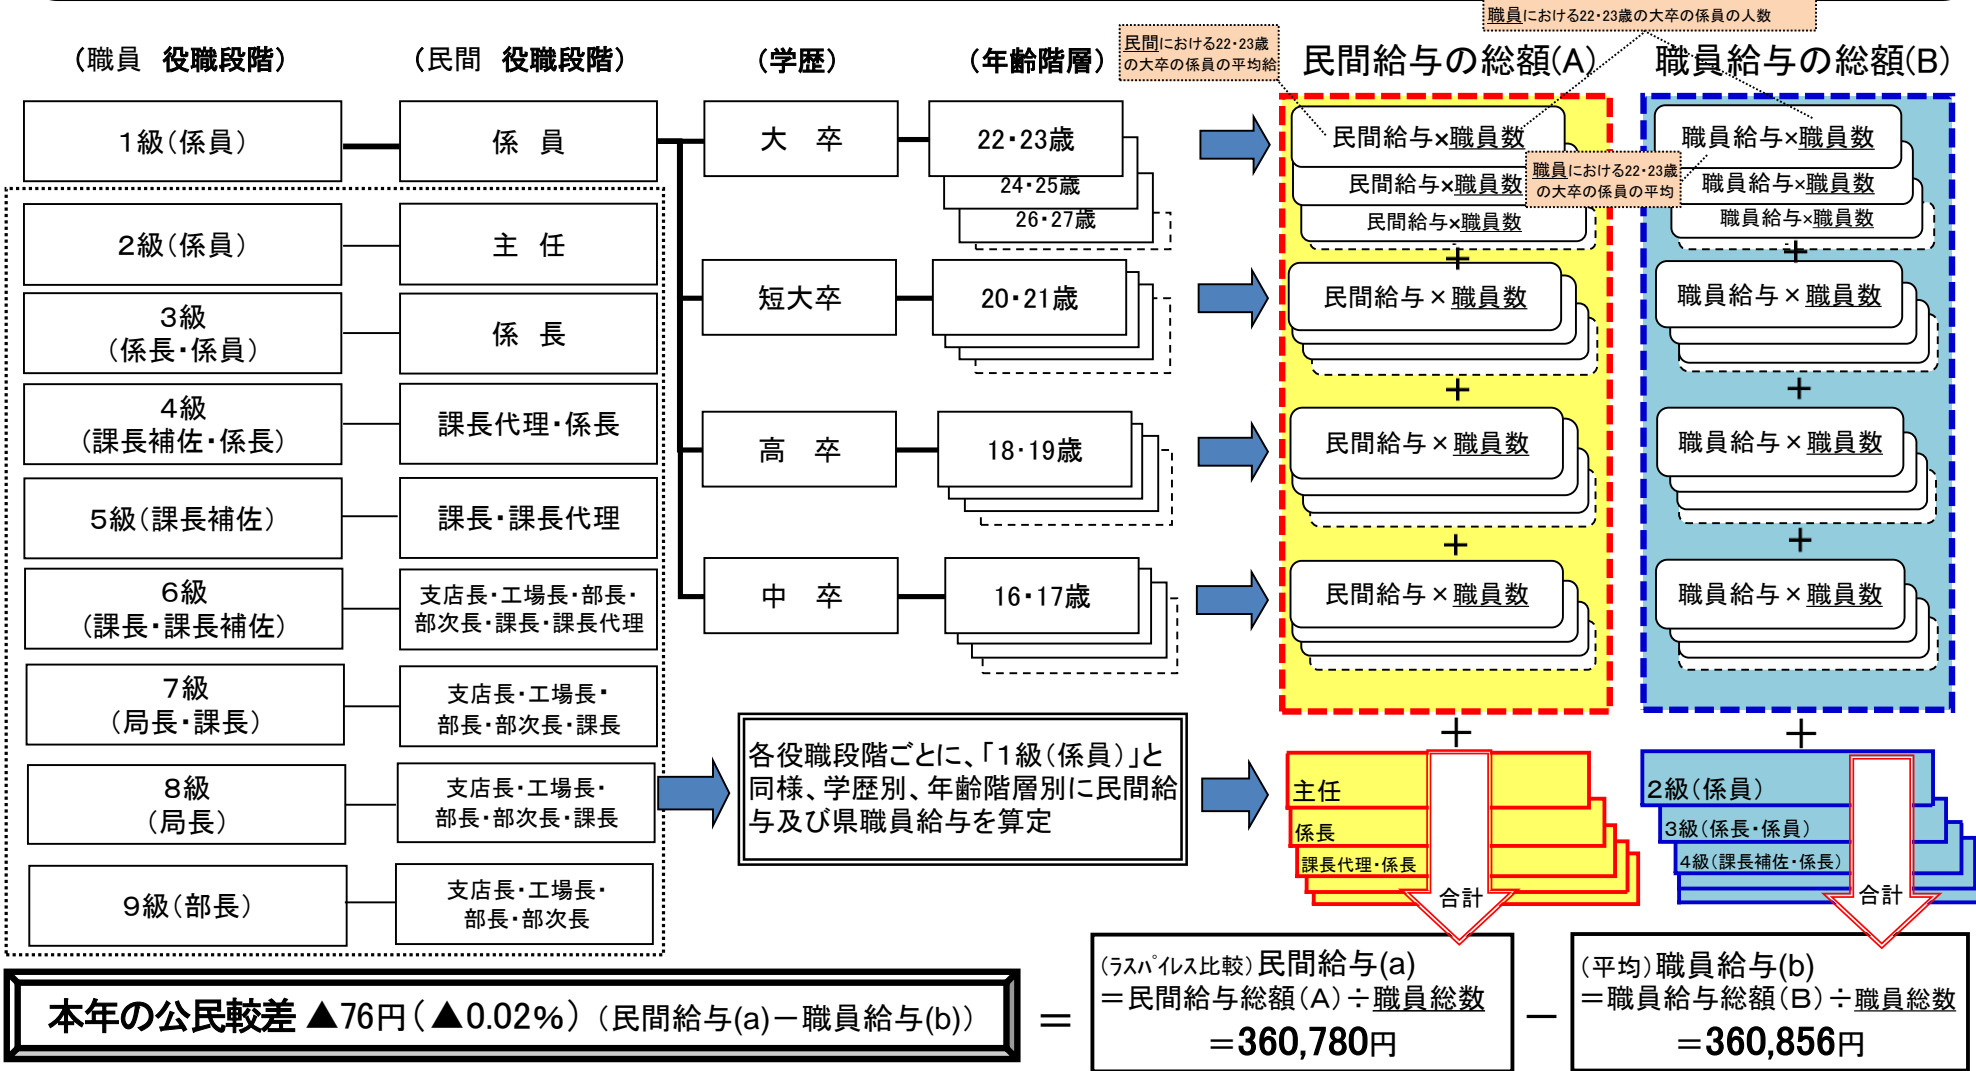 職員における22・23歳の大卒の係員の人数
民間における22・23歳
の大卒の係員の平均給
(職員 役職段階)
(民間 役職段階)
(学歴)
(年齢階層)
民間給与の総額(A)
職員給与の総額(B)
1級(係員)
係 員
大 卒
22・23歳
24・25歳
26・27歳
民間給与×職員数
民間給与×職員数
民間給与×職員数
職員における22・23歳
の大卒の係員の平均
職員給与×職員数
職員給与×職員数
職員給与×職員数
2級(係員)
主 任
+
+
短大卒
20・21歳
民間給与×職員数
職員給与×職員数
3級
(係長・係員)
係 長
+
+
4級
(課長補佐・係長)
課長代理・係長
高 卒
18・19歳
民間給与×職員数
職員給与×職員数
5級(課長補佐)
課長・課長代理
+
+
6級
(課長・課長補佐)
支店長・工場長・部長・
部次長・課長・課長代理
中 卒
16・17歳
民間給与×職員数
職員給与×職員数
7級
(局長・課長)
支店長・工場長・
部長・部次長・課長
+
+
8級
(局長)
支店長・工場長・
部長・部次長・課長
各役職段階ごとに、「1級(係員)」と
同様、学歴別、年齢階層別に民間給
与及び県職員給与を算定
主任
係長
課長代理・係長
合計
2級(係員)
3級(係長・係員)
4級(課長補佐・係長)
合計
9級(部長)
支店長・工場長・
部長・部次長
本年の公民較差 ▲76円(▲0.02%)(民間給与(a)-職員給与(b))
=
(ラスパイレス比較)民間給与(a)
=民間給与総額(A)÷職員総数
=360,780円
-
(平均)職員給与(b)
=職員給与総額(B)÷職員総数
=360,856円